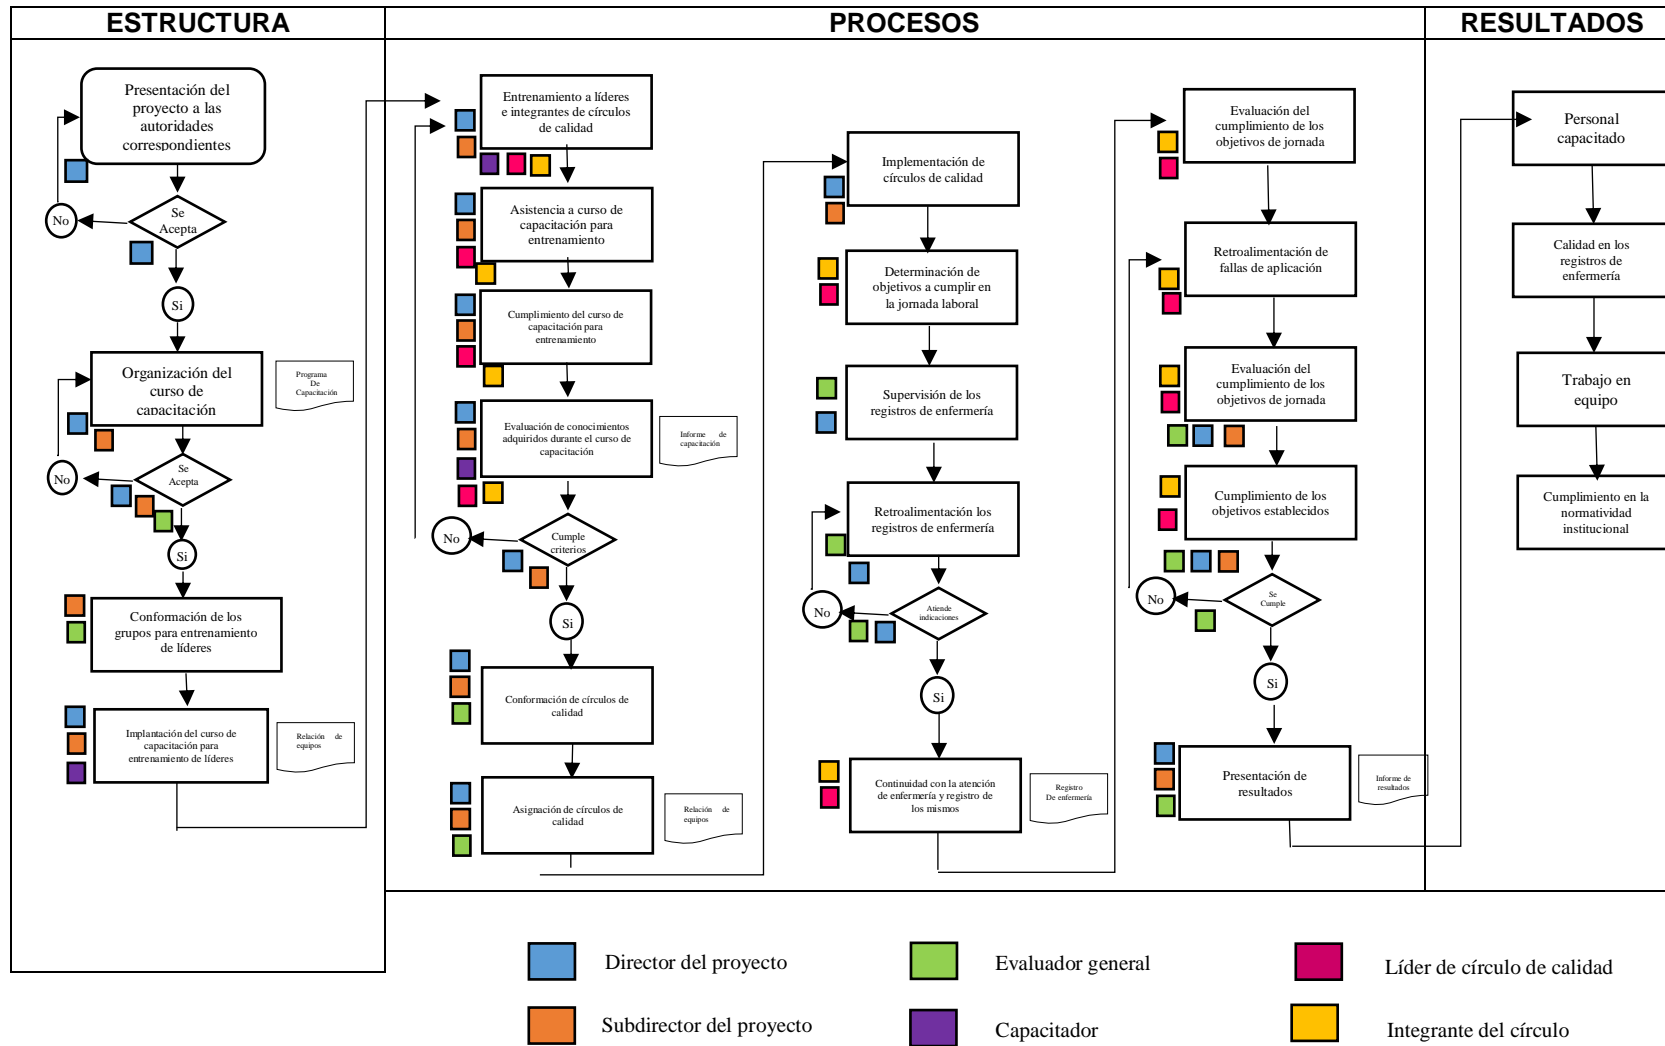 ESTRUCTURA
PROCESOS
RESULTADOS
Presentación del
proyecto a las
autoridades
correspondientes
No
Se
Acepta
Si
Organización del
curso de
capacitación
Programa
De
Capacitación
No
Se
Acepta
Si
Conformación de los
grupos para entrenamiento
de líderes
Implantación del curso de
capacitación para
entrenamiento de líderes
Relación de
equipos
Entrenamiento a líderes
e integrantes de círculos
de calidad
Asistencia a curso de
capacitación para
entrenamiento
Cumplimiento del curso de
capacitación para
entrenamiento
Evaluación de conocimientos
adquiridos durante el curso de
capacitación
Informe de
capacitación
No
Cumple
criterios
Si
Conformación de círculos de
calidad
Asignación de círculos de
calidad
Relación de
equipos
Implementación de
círculos de calidad
Determinación de
objetivos a cumplir en
la jornada laboral
Supervisión de los
registros de enfermería
Retroalimentación los
registros de enfermería
No
Atiende
indicaciones
Si
Continuidad con la atención
de enfermería y registro de
los mismos
Registro
De enfermería
Evaluación del
cumplimiento de los
objetivos de jornada
Retroalimentación de
fallas de aplicación
Evaluación del
cumplimiento de los
objetivos de jornada
Cumplimiento de los
objetivos establecidos
No
Se
Cumple
Si
Presentación de
resultados
Informe de
resultados
Personal
capacitado
Calidad en los
registros de
enfermería
Trabajo en
equipo
Cumplimiento en la
normatividad
institucional
Director del proyecto
Evaluador general
Líder de círculo de calidad
Subdirector del proyecto
Capacitador
Integrante del círculo